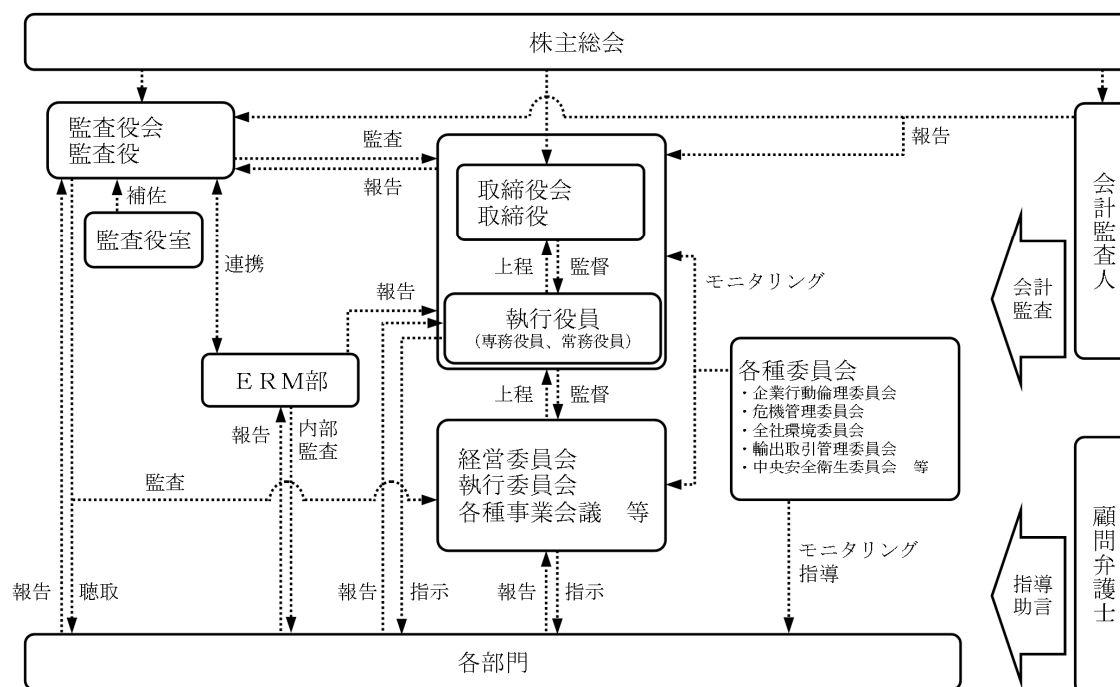 株主総会
監査役会
監査役
監査
報告
報告
補佐
監査役室
連携
取締役会
取締役
上程
監督
報告
執行役員
(専務役員、常務役員)
モニタリング
会計監査人
会計
監査
ERM部
報告
内部
監査
上程
監督
各種委員会
・企業行動倫理委員会
・危機管理委員会
・全社環境委員会
・輸出取引管理委員会
・中央安全衛生委員会 等
経営委員会
執行委員会
各種事業会議 等
監査
報告
聴取
報告
指示
報告
指示
モニタリング
指導
指導
助言
顧問弁護士
各部門